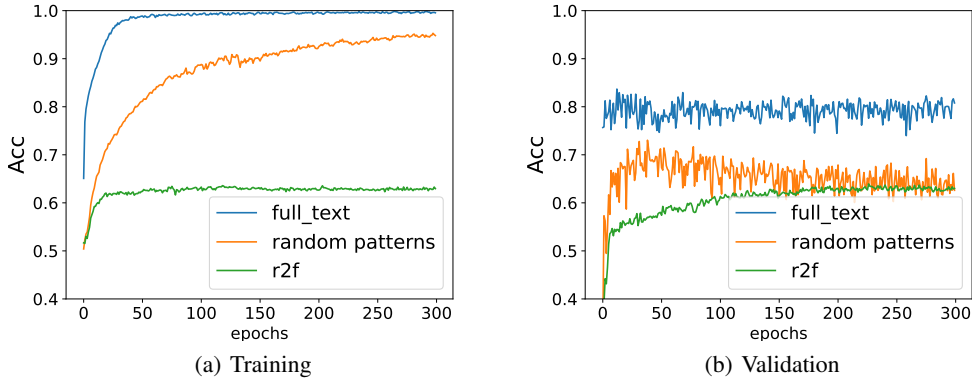 1.0
0.9
0.8
0.7
0.6
0.5
0.4
Acc
full_text
random patterns
r2f
0 50 100 150 200 250 300
epochs
(a) Training
1.0
0.9
0.8
0.7
0.6
0.5
0.4
Acc
full_text
random patterns
r2f
0 50 100 150 200 250 300
epochs
(b) Validation